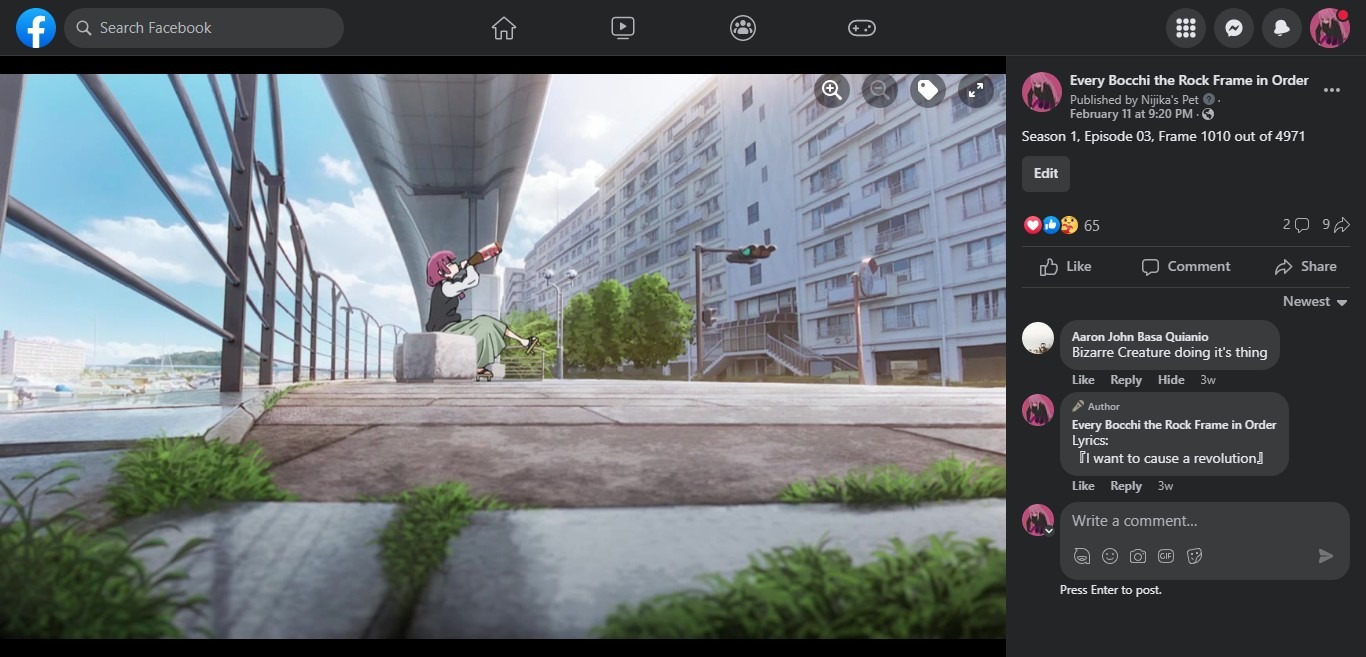 Search Facebook
Every Bocchi the Rock Frame in Order
Published by Nijika's Pet ·
February 11 at 9:20 PM ·
Season 1, Episode 03, Frame 1010 out of 4971
Edit
65
2
9
Like
Comment
Share
Newest
Aaron John Basa Quianio
Bizarre Creature doing it's thing
Like Reply Hide 3w
Author
Every Bocchi the Rock Frame in Order
Lyrics:
『I want to cause a revolution』
Like Reply 3w
Write a comment...
GIF
Press Enter to post.